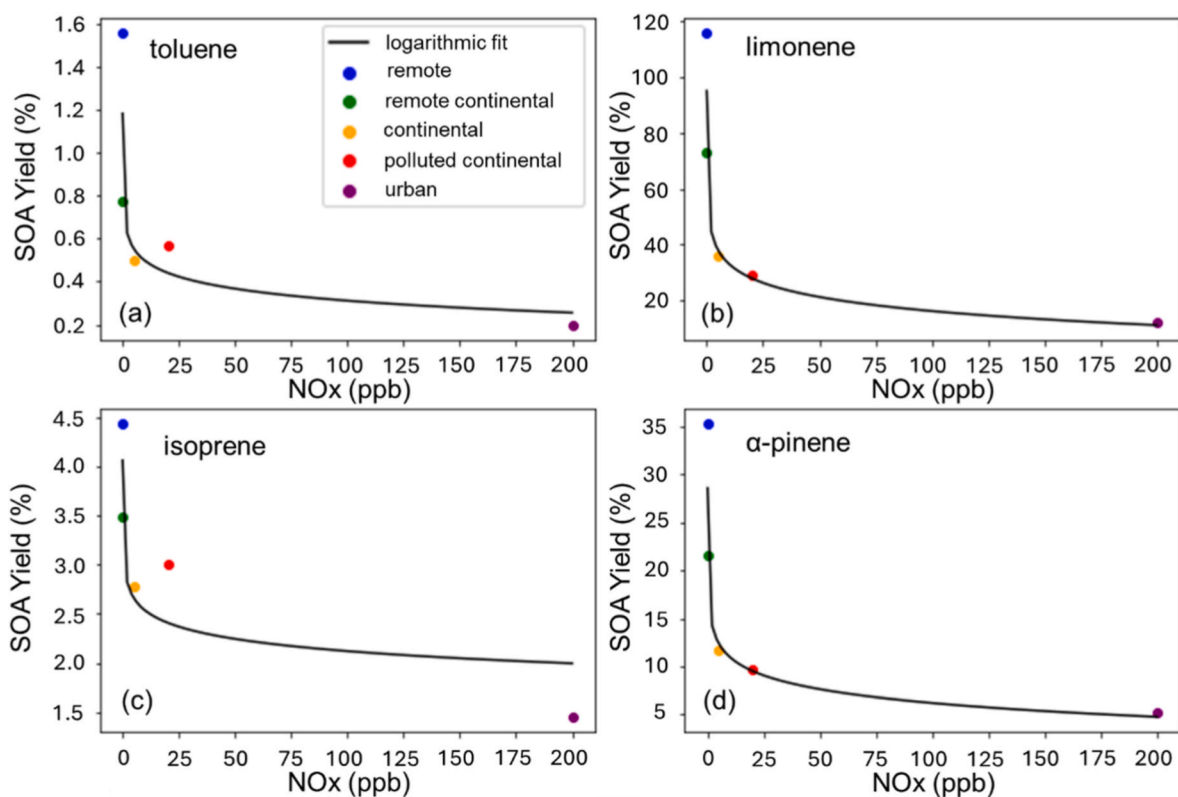 toluene
logarithmic fit
remote
remote continental
continental
polluted continental
urban
SOA Yield (%)
1.6
1.4
1.2
1.0
0.8
0.6
0.4
0.2
(a)
0 25 50 75 100 125 150 175 200
NOx (ppb)
limonene
SOA Yield (%)
120
100
80
60
40
20
(b)
0 25 50 75 100 125 150 175 200
NOx (ppb)
isoprene
SOA Yield (%)
4.5
4.0
3.5
3.0
2.5
2.0
1.5
(c)
0 25 50 75 100 125 150 175 200
NOx (ppb)
α-pinene
SOA Yield (%)
35
30
25
20
15
10
5
(d)
0 25 50 75 100 125 150 175 200
NOx (ppb)